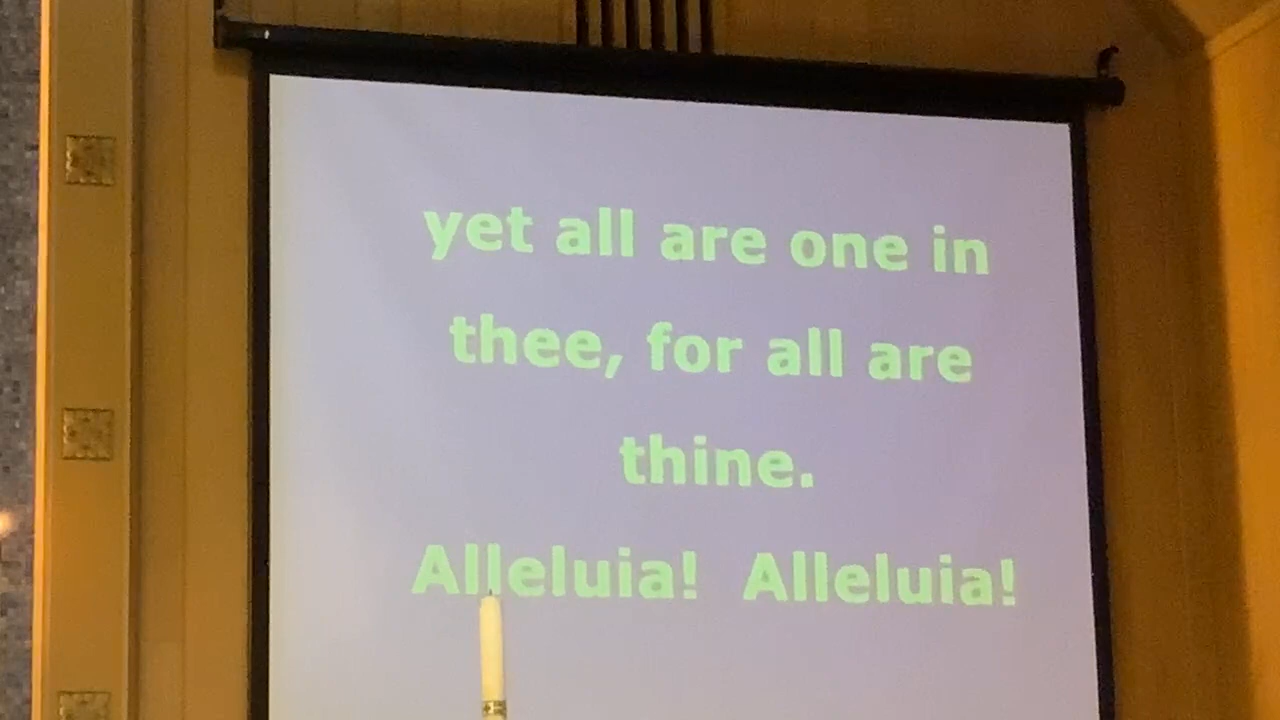 yet all are one in
thee, for all are
thine.
Alleluia!  Alleluia!